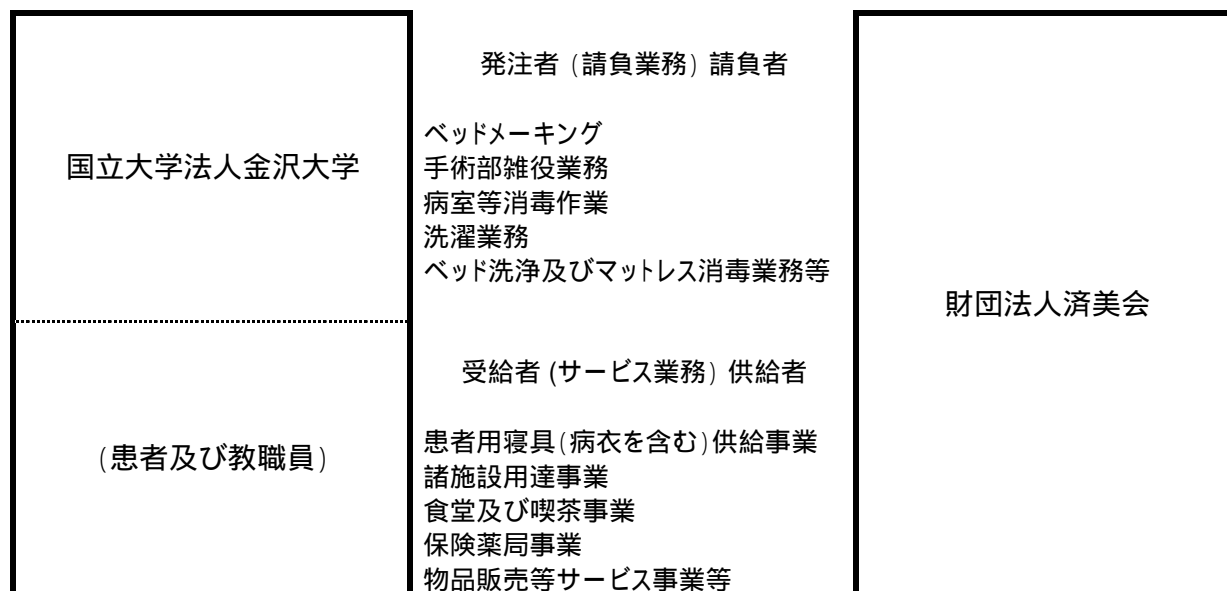 国立大学法人金沢大学
発注者 (請負業務) 請負者
ベッドメーキング
手術部雑役業務
病室等消毒作業
洗濯業務
ベッド洗浄及びマットレス消毒業務等
(患者及び教職員)
受給者 (サービス業務) 供給者
患者用寝具(病衣を含む)供給事業
諸施設用達事業
食堂及び喫茶事業
保険薬局事業
物品販売等サービス事業等
財団法人済美会